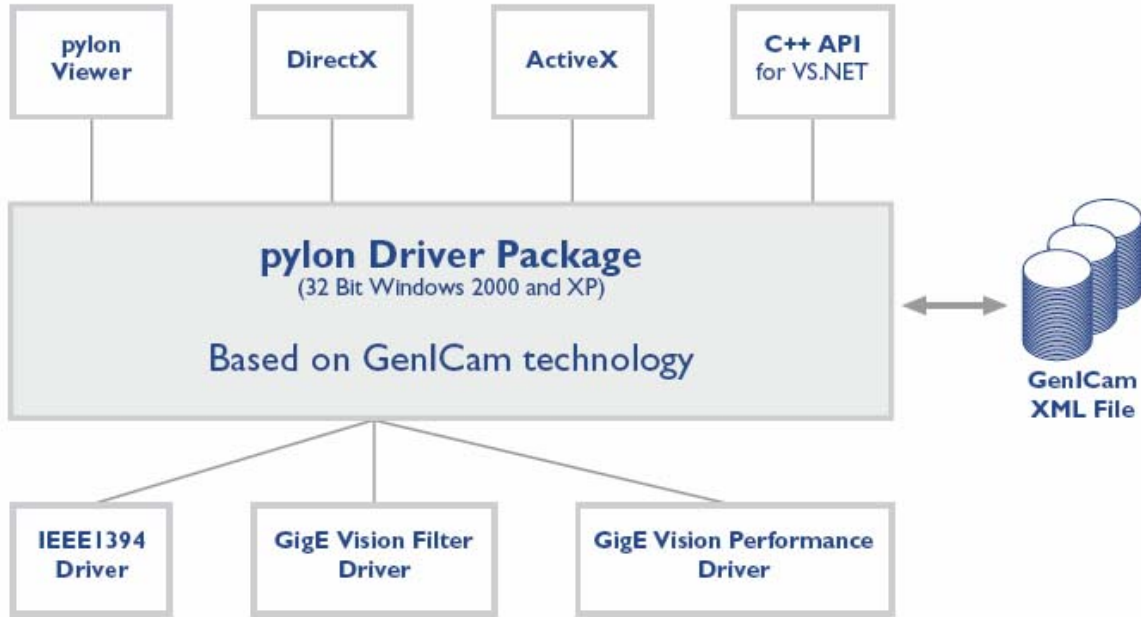 pylon
Viewer
DirectX
ActiveX
C++ API
for VS.NET
pylon Driver Package
(32 Bit Windows 2000 and XP)
Based on GenICam technology
GenICam
XML File
IEEE1394
Driver
GigE Vision Filter
Driver
GigE Vision Performance
Driver